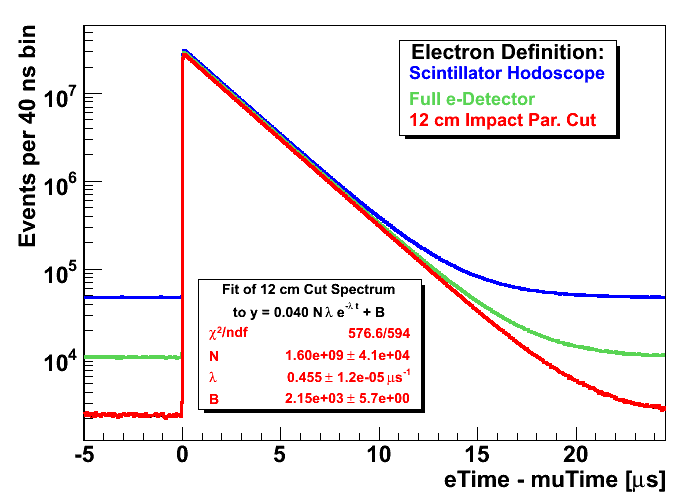 Events per 40 ns bin
10⁷
10⁶
10⁵
10⁴
Electron Definition:
Scintillator Hodoscope
Full e-Detector
12 cm Impact Par. Cut
Fit of 12 cm Cut Spectrum
to y = 0.040 N λ e^-λ t + B
χ²/ndf 576.6/594
N 1.60e+09 ± 4.1e+04
λ 0.455 ± 1.2e-05 μs⁻¹
B 2.15e+03 ± 5.7e+00
-5 0 5 10 15 20
eTime - muTime [μs]